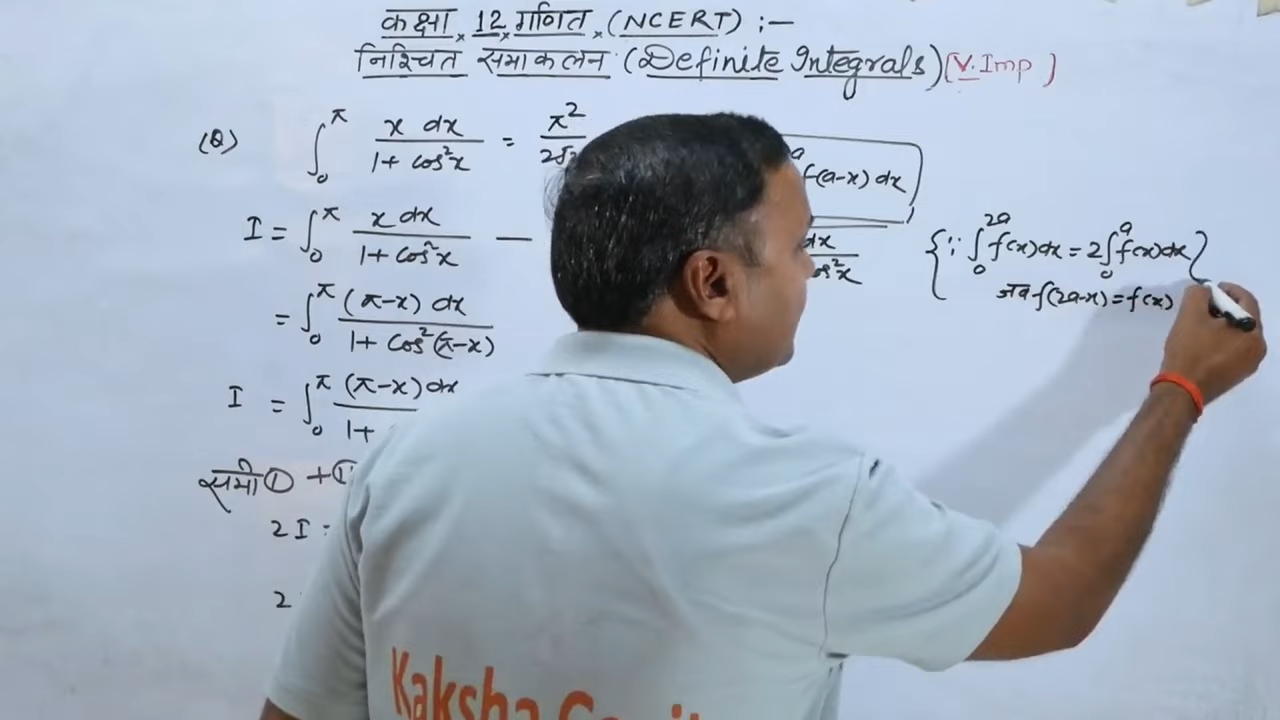 कक्षा × 12 × गणित × (NCERT) :—
निश्चित समाकलन (Definite Integrals) (V. Imp)
(Q) ∫₀^π x dx / 1 + cos²x = π²
I = ∫₀^π x dx / 1 + cos²x —
= ∫₀^π (π-x) dx / 1 + cos²(π-x)
I = ∫₀^π (π-x) dx / 1+
समी ① +
2I =
2
f(a-x) dx
dx
{∵ ∫₀^2a f(x) dx = 2∫₀^a f(x) dx}
जब f(2a-x) = f(x)
Kaksha